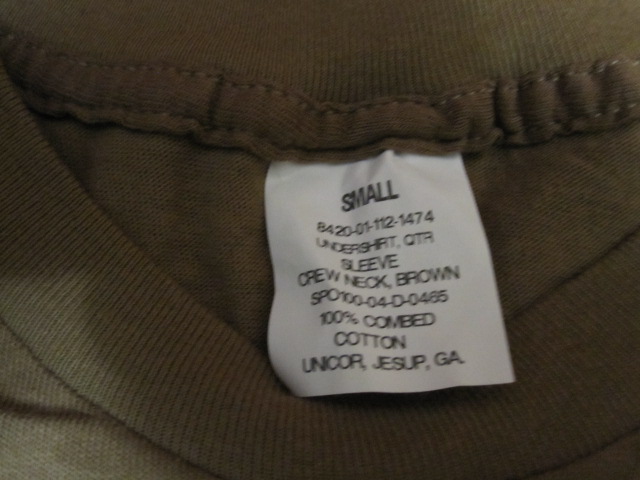 SMALL
8420-01-112-1474
UNDERSHIRT, QTR
SLEEVE
CREW NECK, BROWN
SPO100-04-D-0465
100% COMBED
COTTON
UNICOR, JESUP, GA.